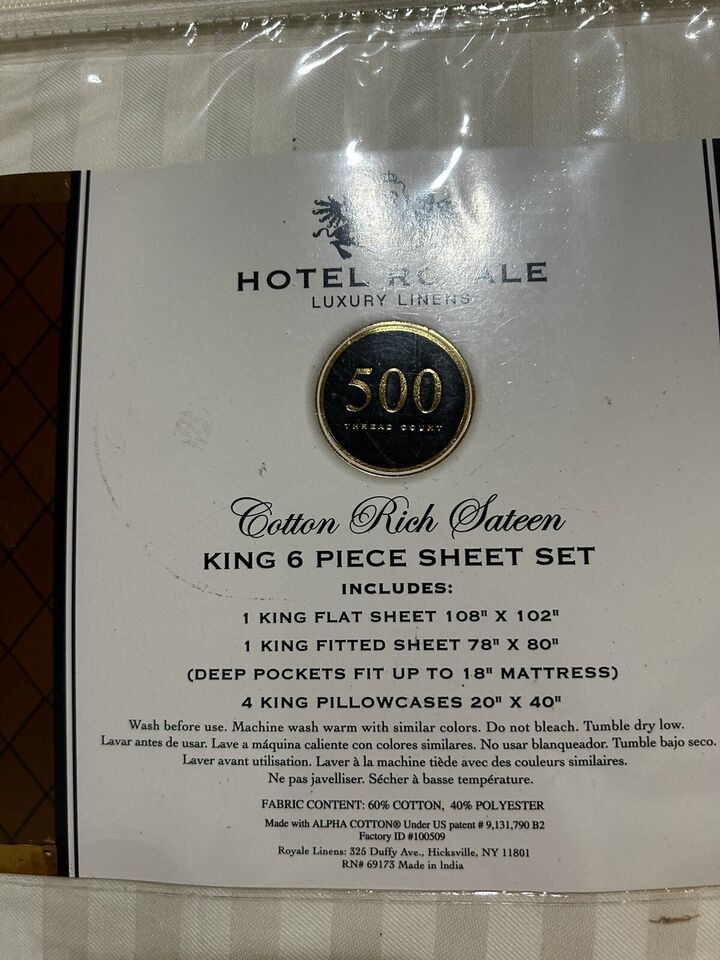 HOTEL ROYALE
LUXURY LINENS
500
THREAD COUNT
Cotton Rich Sateen
KING 6 PIECE SHEET SET
INCLUDES:
1 KING FLAT SHEET 108" X 102"
1 KING FITTED SHEET 78" X 80"
(DEEP POCKETS FIT UP TO 18" MATTRESS)
4 KING PILLOWCASES 20" X 40"
Wash before use. Machine wash warm with similar colors. Do not bleach. Tumble dry low.
Lavar antes de usar. Lave a máquina caliente con colores similares. No usar blanqueador. Tumble bajo seco.
Laver avant utilisation. Laver à la machine tiède avec des couleurs similaires.
Ne pas javelliser. Sécher à basse température.
FABRIC CONTENT: 60% COTTON, 40% POLYESTER
Made with ALPHA COTTON® Under US patent # 9,131,790 B2
Factory ID #100509
Royale Linens: 325 Duffy Ave., Hicksville, NY 11801
RN# 69173 Made in India